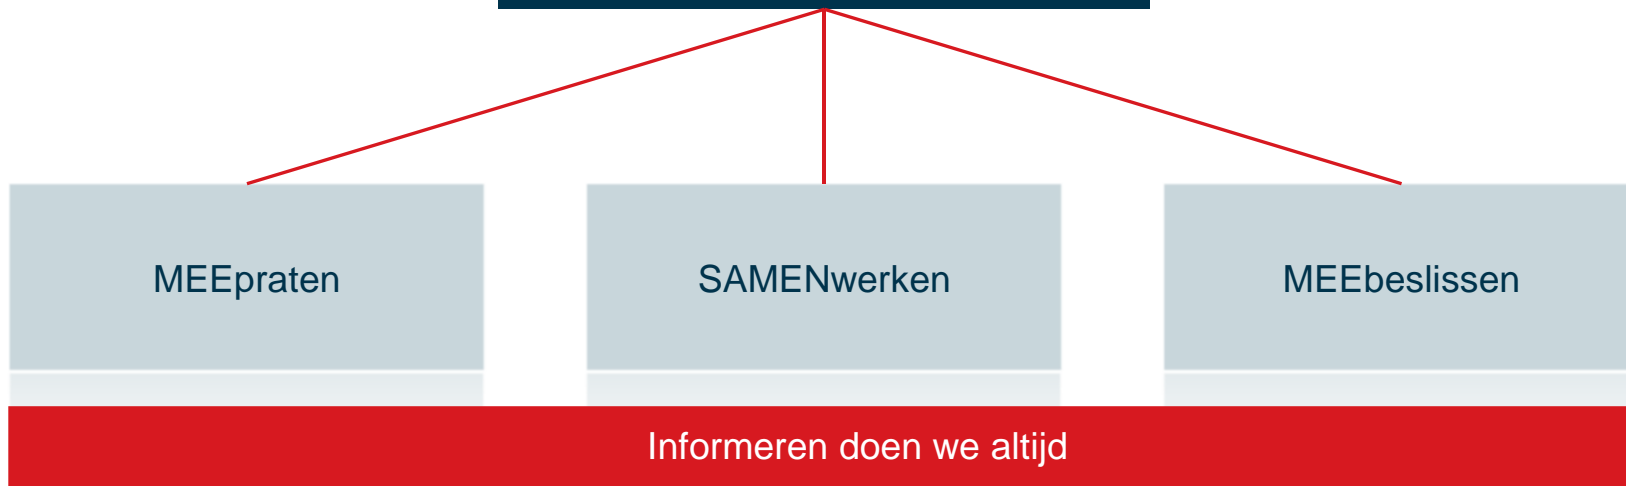 MEEpraten
SAMENwerken
MEEbeslissen
Informeren doen we altijd